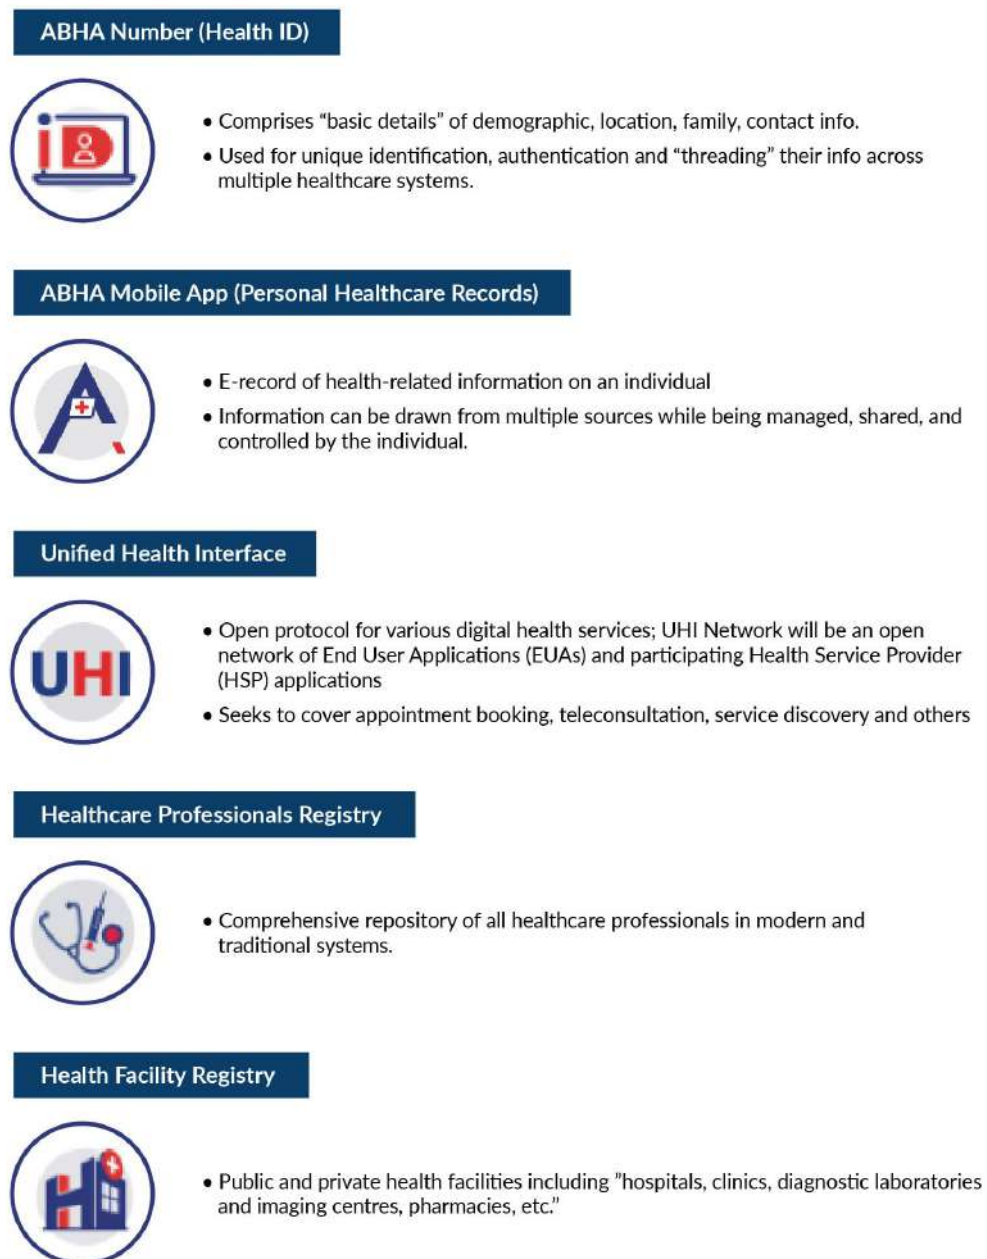 ABHA Number (Health ID)
iD
• Comprises “basic details” of demographic, location, family, contact info.
• Used for unique identification, authentication and “threading” their info across
multiple healthcare systems.
ABHA Mobile App (Personal Healthcare Records)
• E-record of health-related information on an individual
• Information can be drawn from multiple sources while being managed, shared, and
controlled by the individual.
Unified Health Interface
UHI
• Open protocol for various digital health services; UHI Network will be an open
network of End User Applications (EUAs) and participating Health Service Provider
(HSP) applications
• Seeks to cover appointment booking, teleconsultation, service discovery and others
Healthcare Professionals Registry
• Comprehensive repository of all healthcare professionals in modern and
traditional systems.
Health Facility Registry
• Public and private health facilities including ”hospitals, clinics, diagnostic laboratories
and imaging centres, pharmacies, etc.”